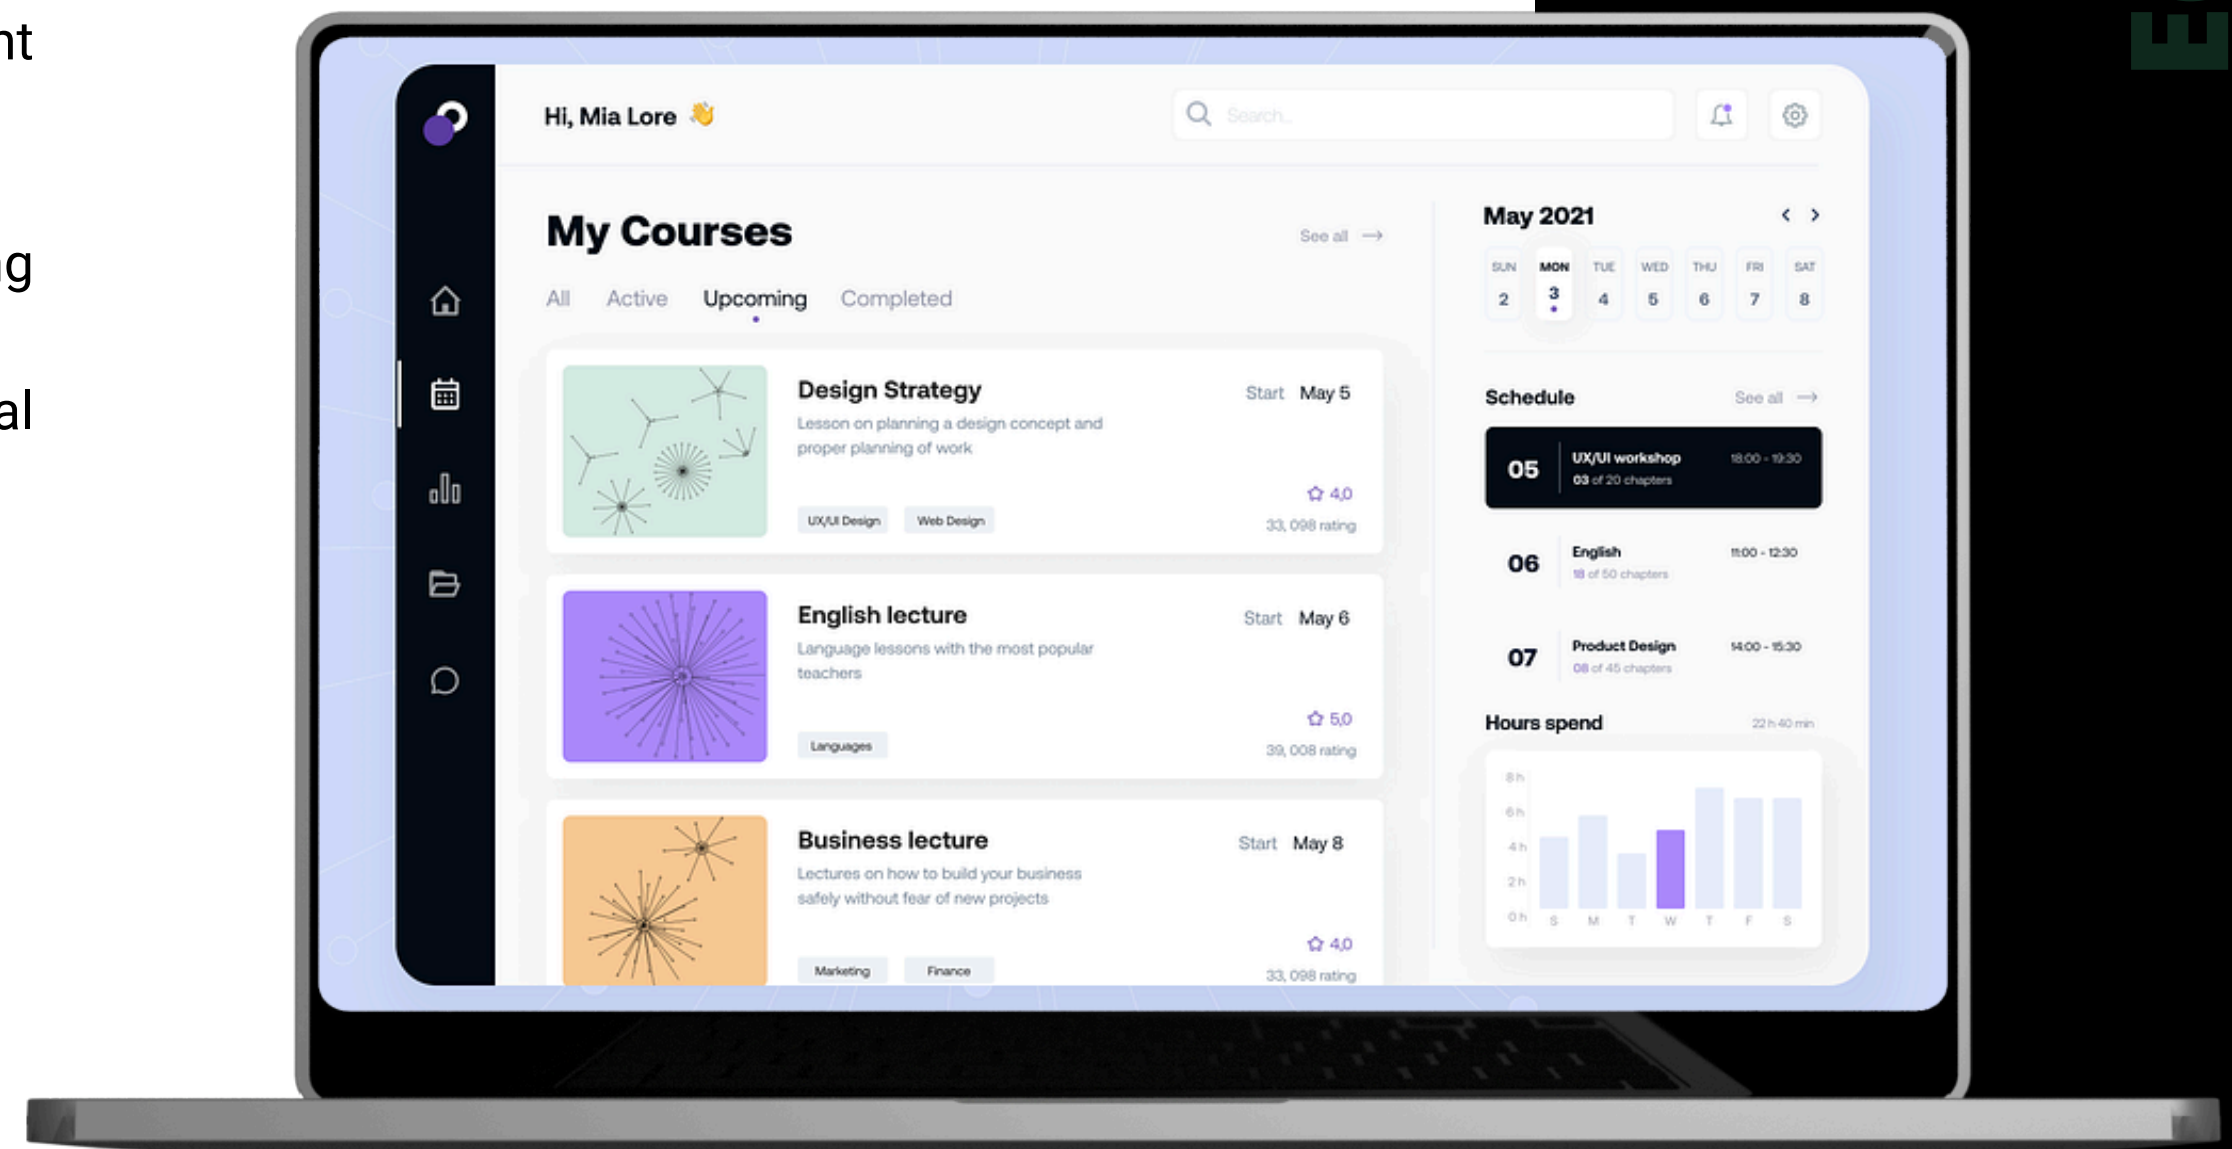 nt
ng
al
Hi, Mia Lore 👋
Search...
My Courses
See all →
All Active Upcoming Completed
Design Strategy
Start May 5
Lesson on planning a design concept and
proper planning of work
4,0
33, 098 rating
UX/UI Design Web Design
English lecture
Start May 6
Language lessons with the most popular
teachers
5,0
39, 008 rating
Languages
Business lecture
Start May 8
Lectures on how to build your business
safely without fear of new projects
4,0
33, 098 rating
Marketing Finance
May 2021 < >
SUN MON TUE WED THU FRI SAT
2 3 4 5 6 7 8
Schedule
See all →
05
UX/UI workshop 18:00 - 19:30
03 of 20 chapters
06
English 11:00 - 12:30
18 of 50 chapters
07
Product Design 14:00 - 15:30
08 of 45 chapters
Hours spend 22 h 40 min
8 h
6 h
4 h
2 h
0 h
S M T W T F S